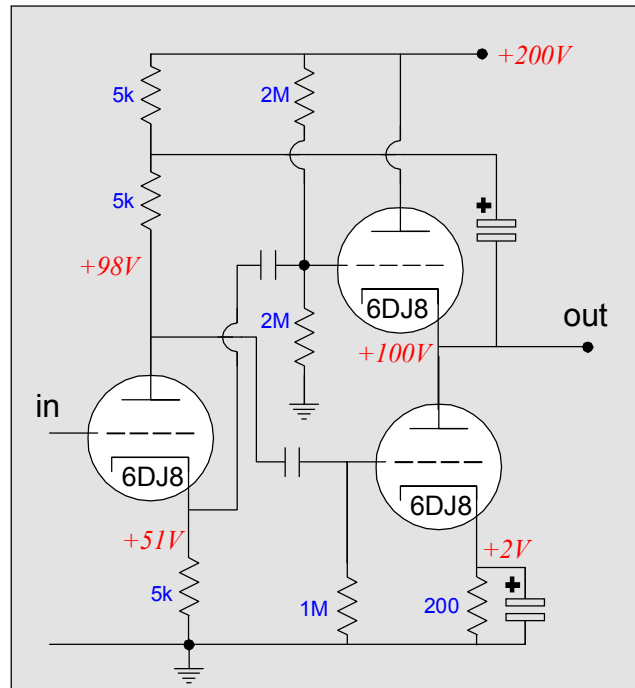 +200V
5k
2M
5k
+
+98V
6DJ8
out
2M
+100V
in
6DJ8
6DJ8
+51V
+2V
+
5k
1M
200